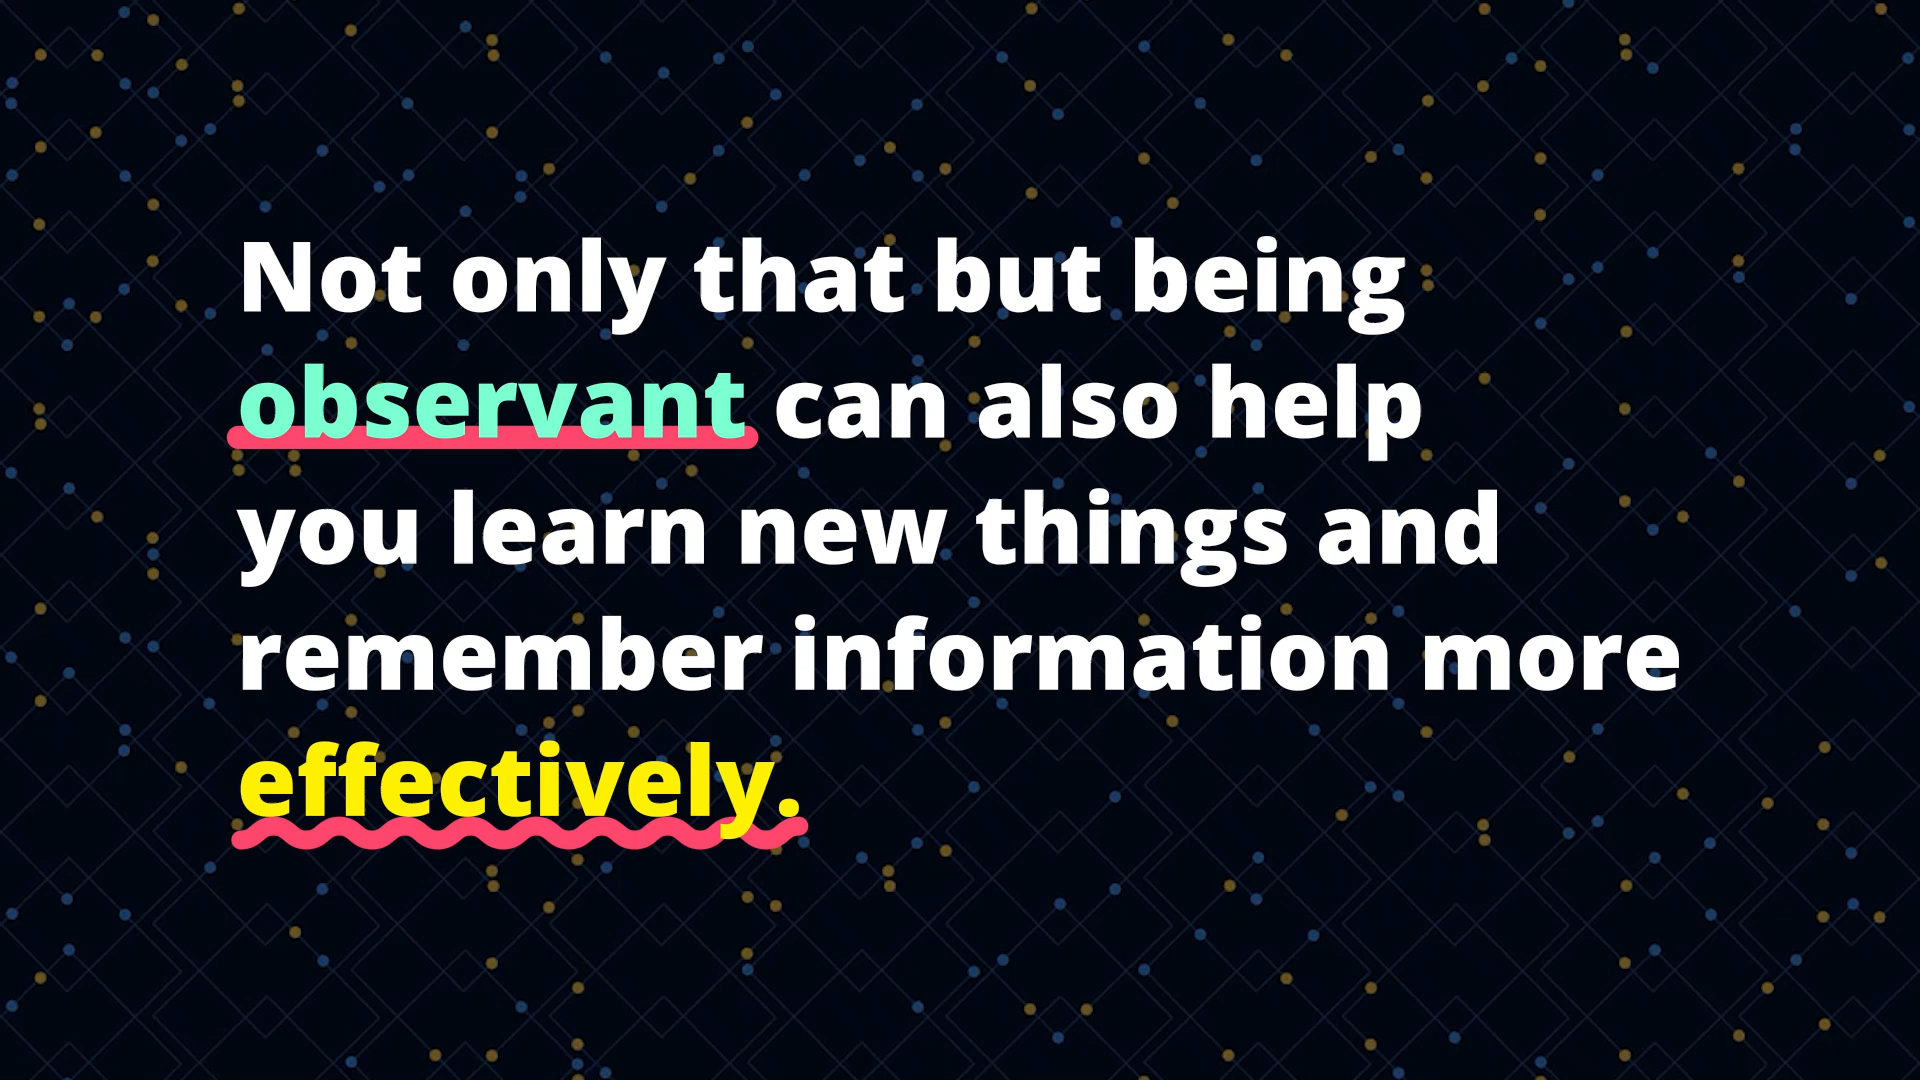 Not only that but being
observant can also help
you learn new things and
remember information more
effectively.